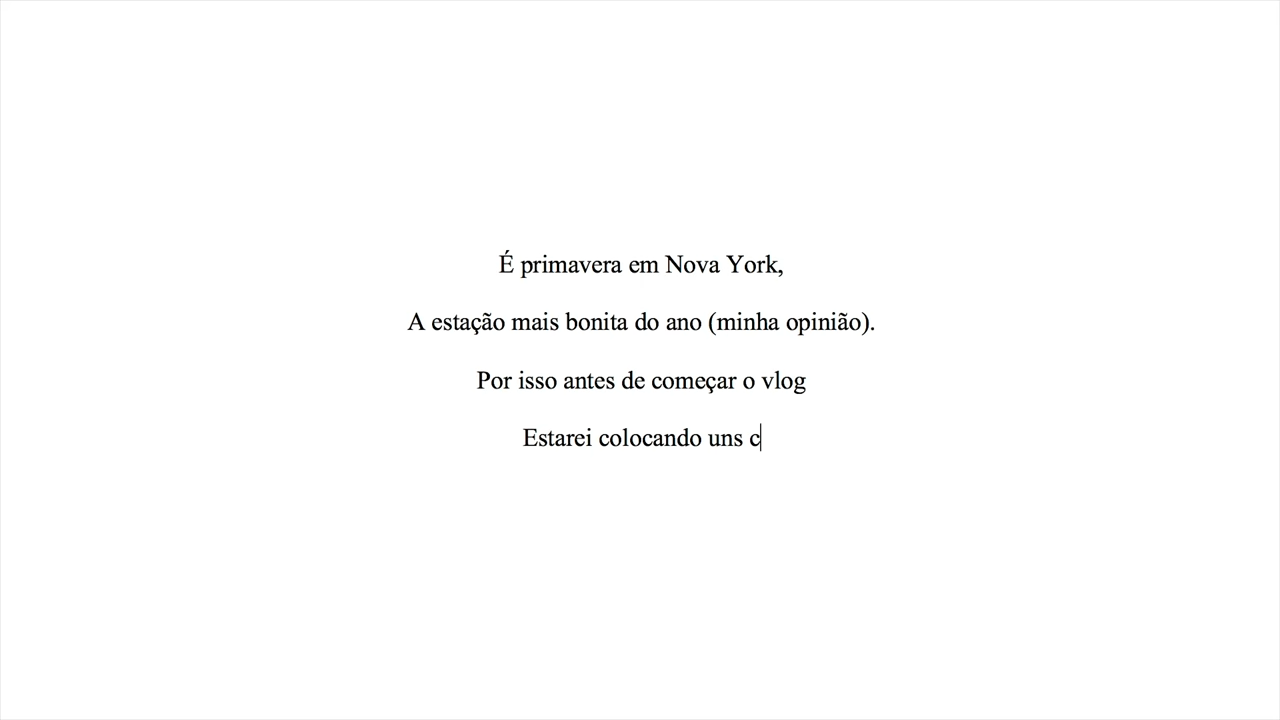 É primavera em Nova York,
A estação mais bonita do ano (minha opinião).
Por isso antes de começar o vlog
Estarei colocando uns c